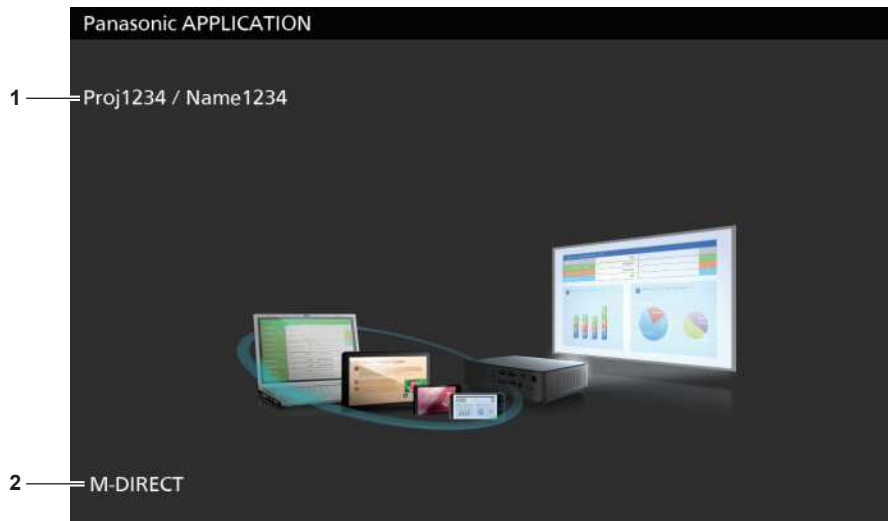 Panasonic APPLICATION
1
Proj1234 / Name1234
2
M-DIRECT